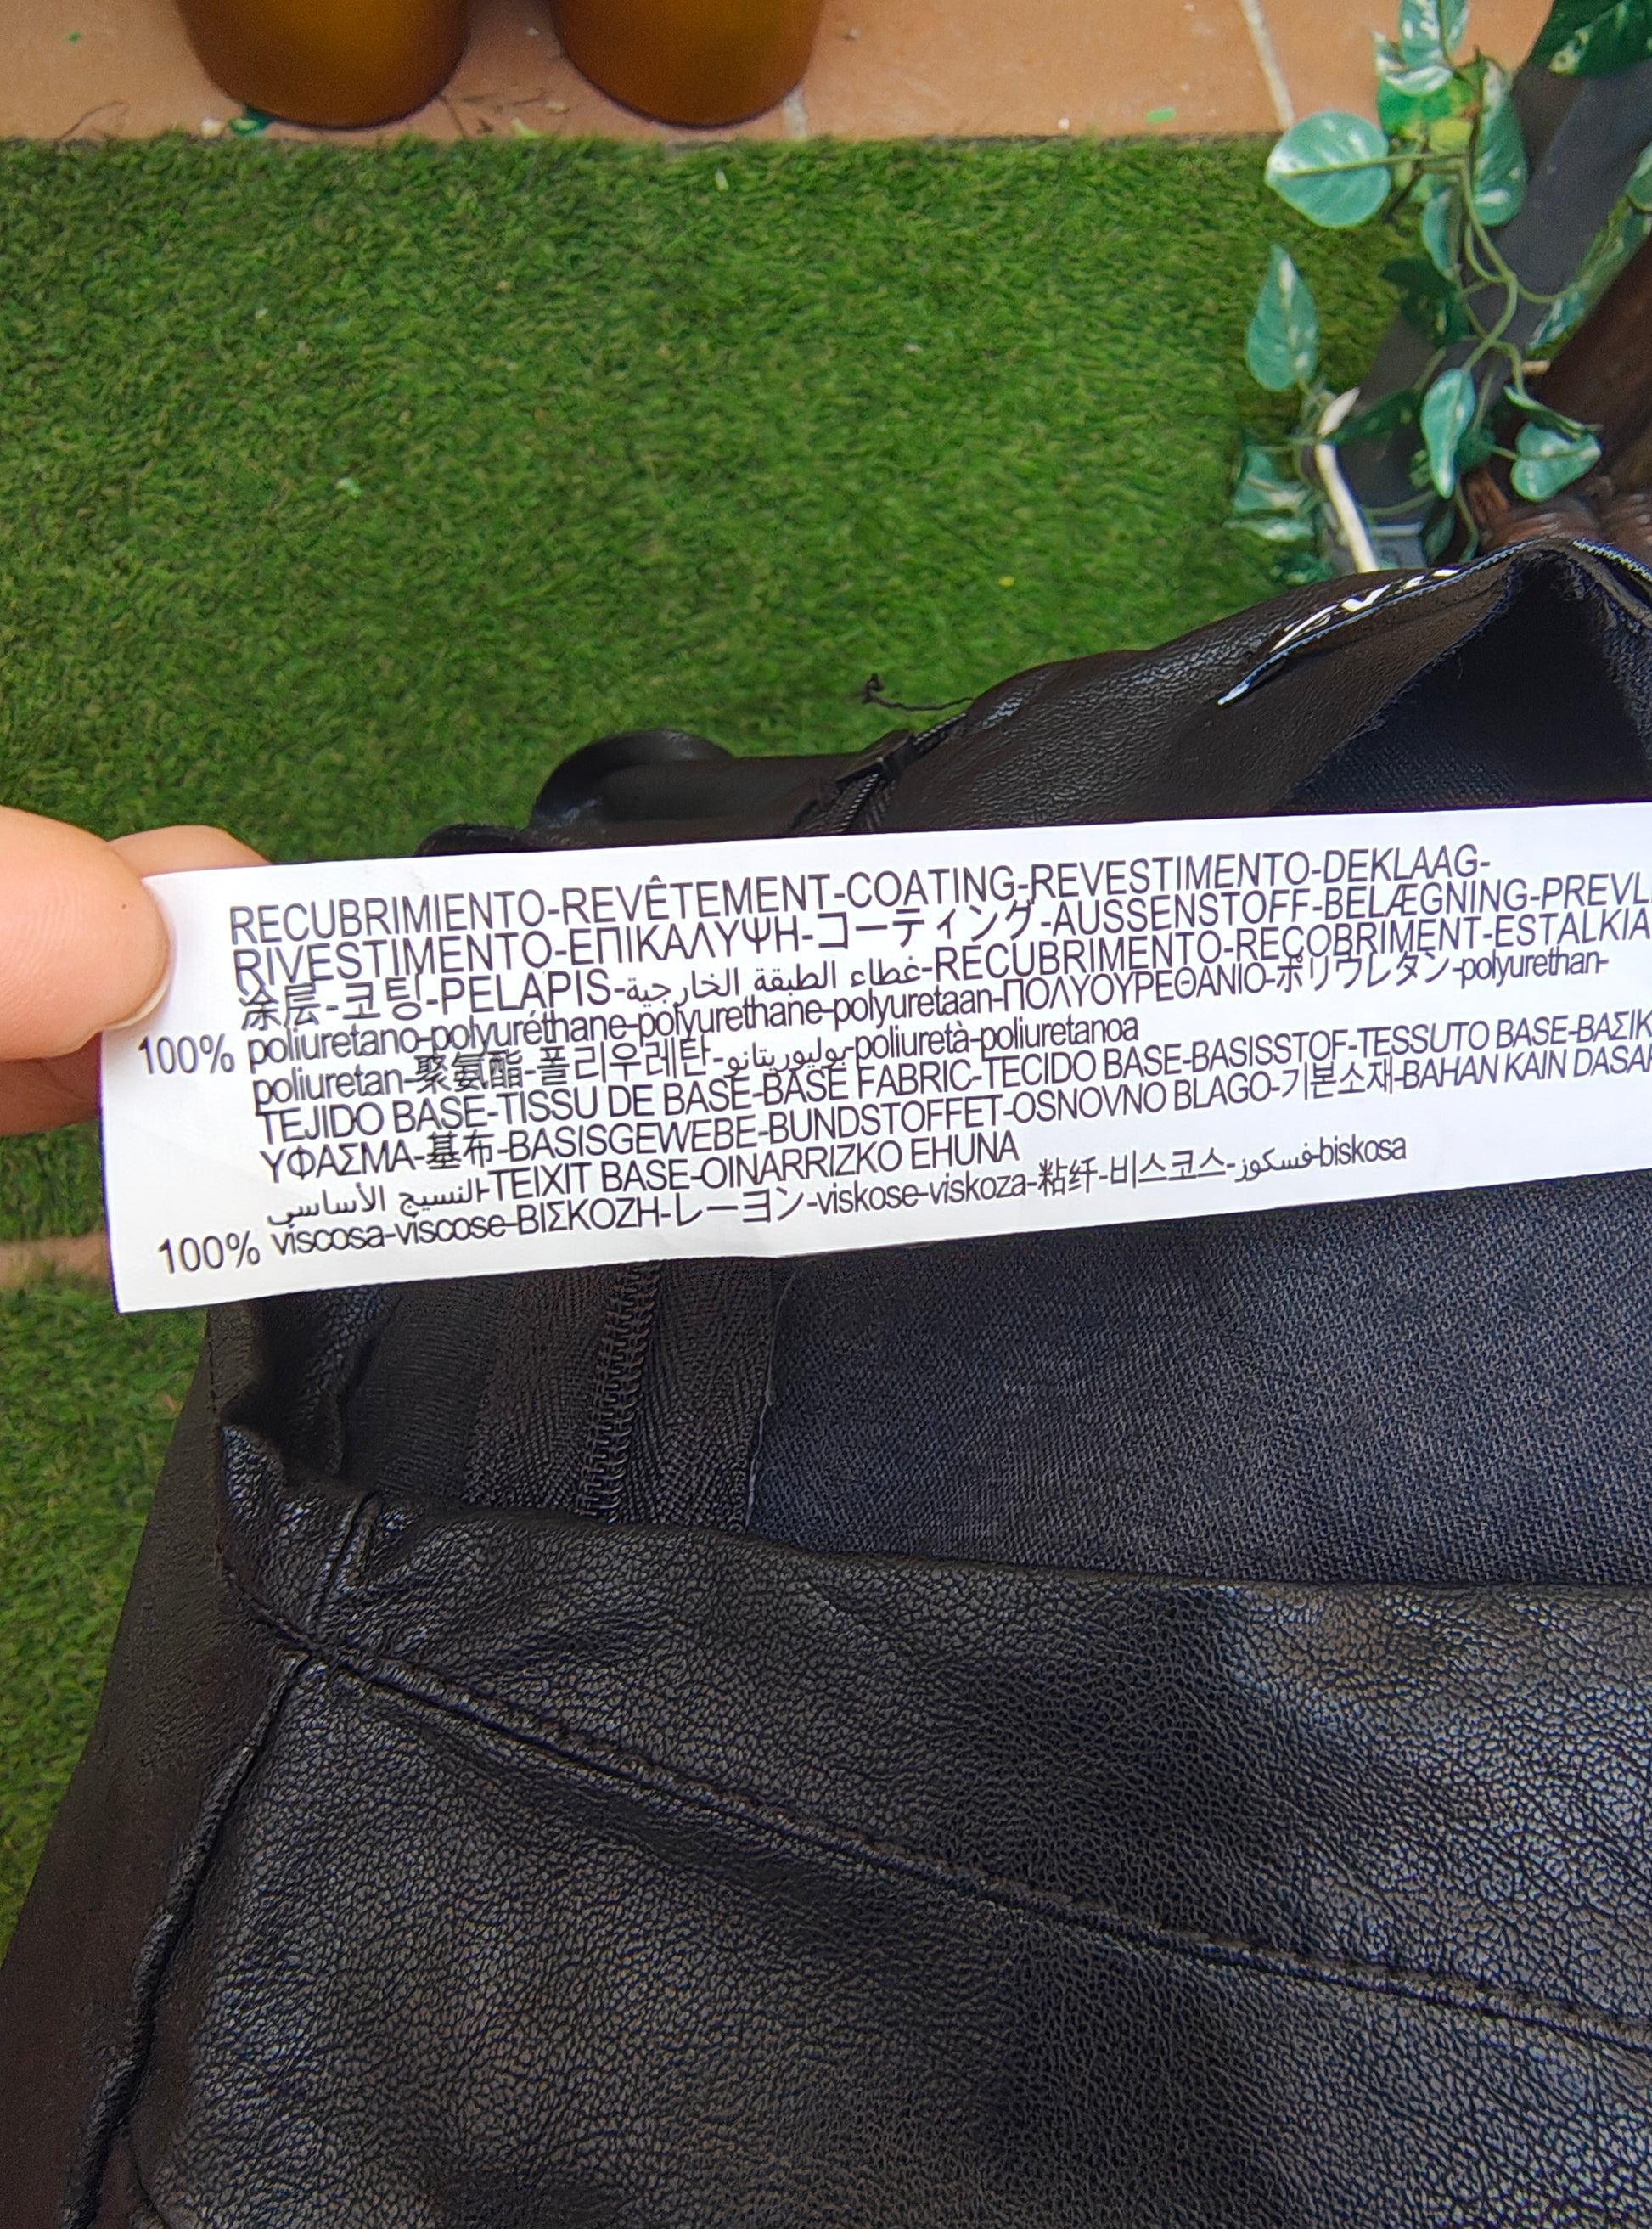 RECUBRIMIENTO-REVÊTEMENT-COATING-REVESTIMENTO-DEKLAAG-
RIVESTIMENTO-ΕΠΙΚΑΛΥΨΗ-コーティング-AUSSENSTOFF-BELÆGNING-PREVL
涂层-코팅-PELAPIS-غطاء الطبقة الخارجية-RECUBRIMENTO-RECOBRIMENT-ESTALKIA
100% poliuretano-polyuréthane-polyurethane-polyuretaan-ΠΟΛΥΟΥΡΕΘΑΝΙΟ-ポリウレタン-polyurethan-
poliuretan-聚氨酯-폴리우레탄-بوليوريتانو-poliuretà-poliuretanoa
TEJIDO BASE-TISSU DE BASE-BASE FABRIC-TECIDO BASE-BASISSTOF-TESSUTO BASE-ΒΑΣΙΚ
ΥΦΑΣΜΑ-基布-BASISGEWEBE-BUNDSTOFFET-OSNOVNO BLAGO-기본소재-BAHAN KAIN DASAR
النسيج الأساسي-TEIXIT BASE-OINARRIZKO EHUNA
100% viscosa-viscose-ΒΙΣΚΟΖΗ-レーヨン-viskose-viskoza-粘纤-비스코스-فسكوز-biskosa